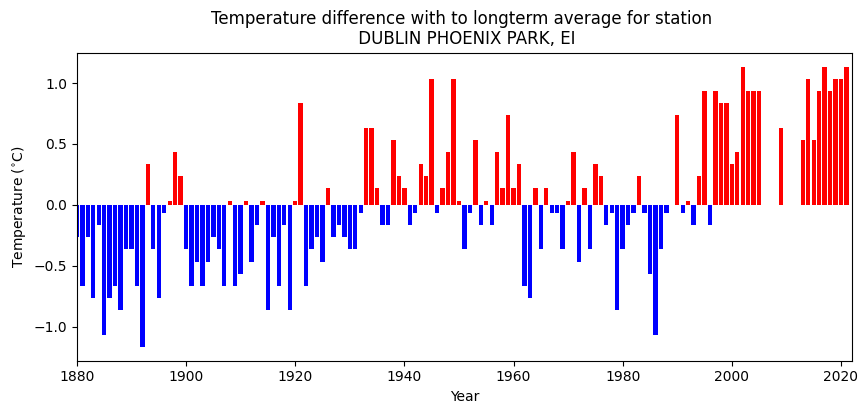 Temperature difference with to longterm average for station
DUBLIN PHOENIX PARK, EI
Temperature (°C)
1.0
0.5
0.0
−0.5
−1.0
1880 1900 1920 1940 1960 1980 2000 2020
Year